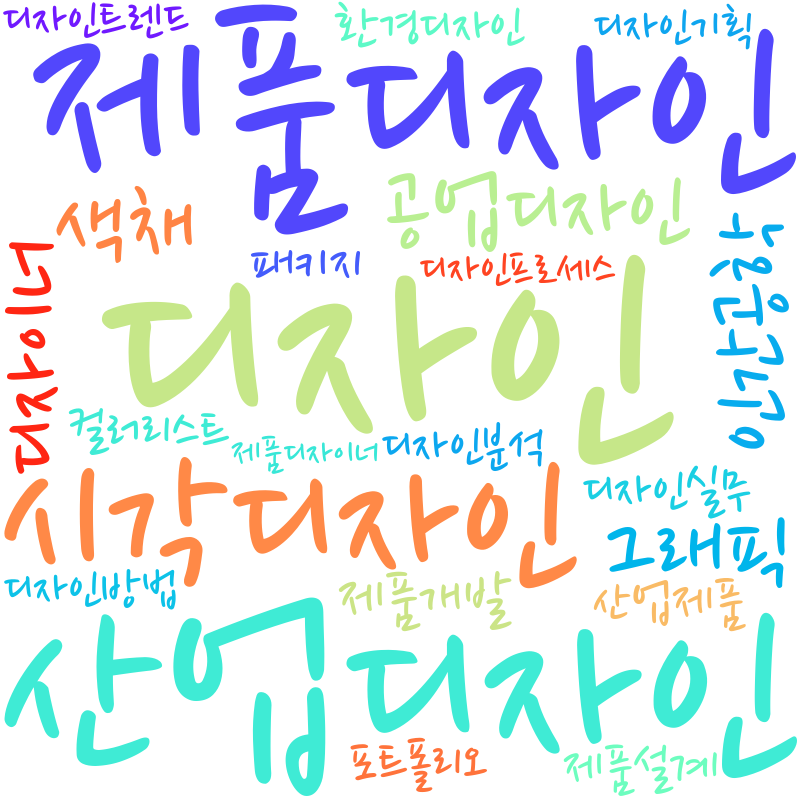 디자인트렌드
환경디자인
디자인기획
제품디자인
색채
공업디자인
패키지
디자인프로세스
디자이너
디자인
인간공학
컬러리스트
제품디자이너
디자인분석
시각디자인
디자인실무
그래픽
디자인방법
제품개발
산업제품
산업디자인
포트폴리오
제품설계